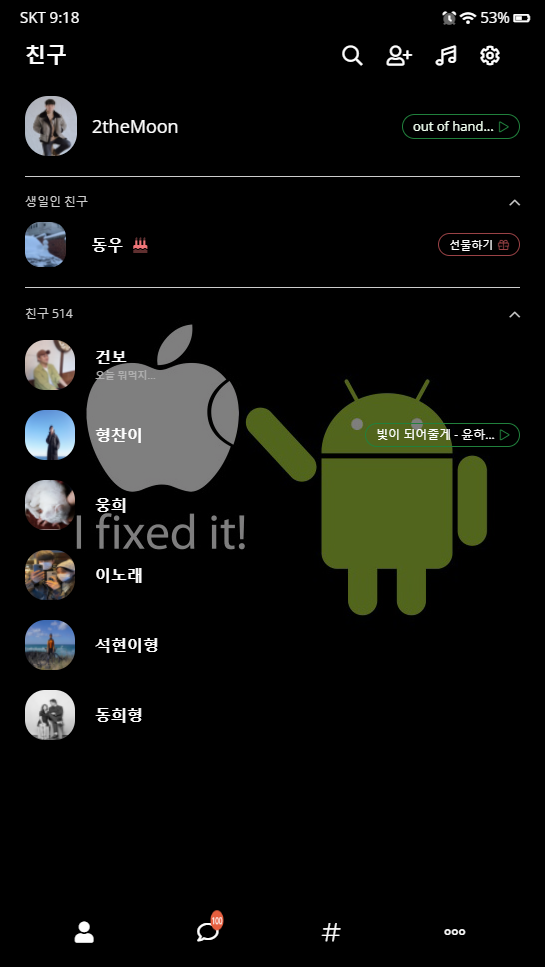 SKT 9:18
53%
친구
2theMoon
out of hand...
생일인 친구
동우
선물하기
친구 514
건보
오늘 뭐먹지...
형찬이
빛이 되어줄게 - 윤하...
웅희
I fixed it!
이노래
석현이형
동희형
100